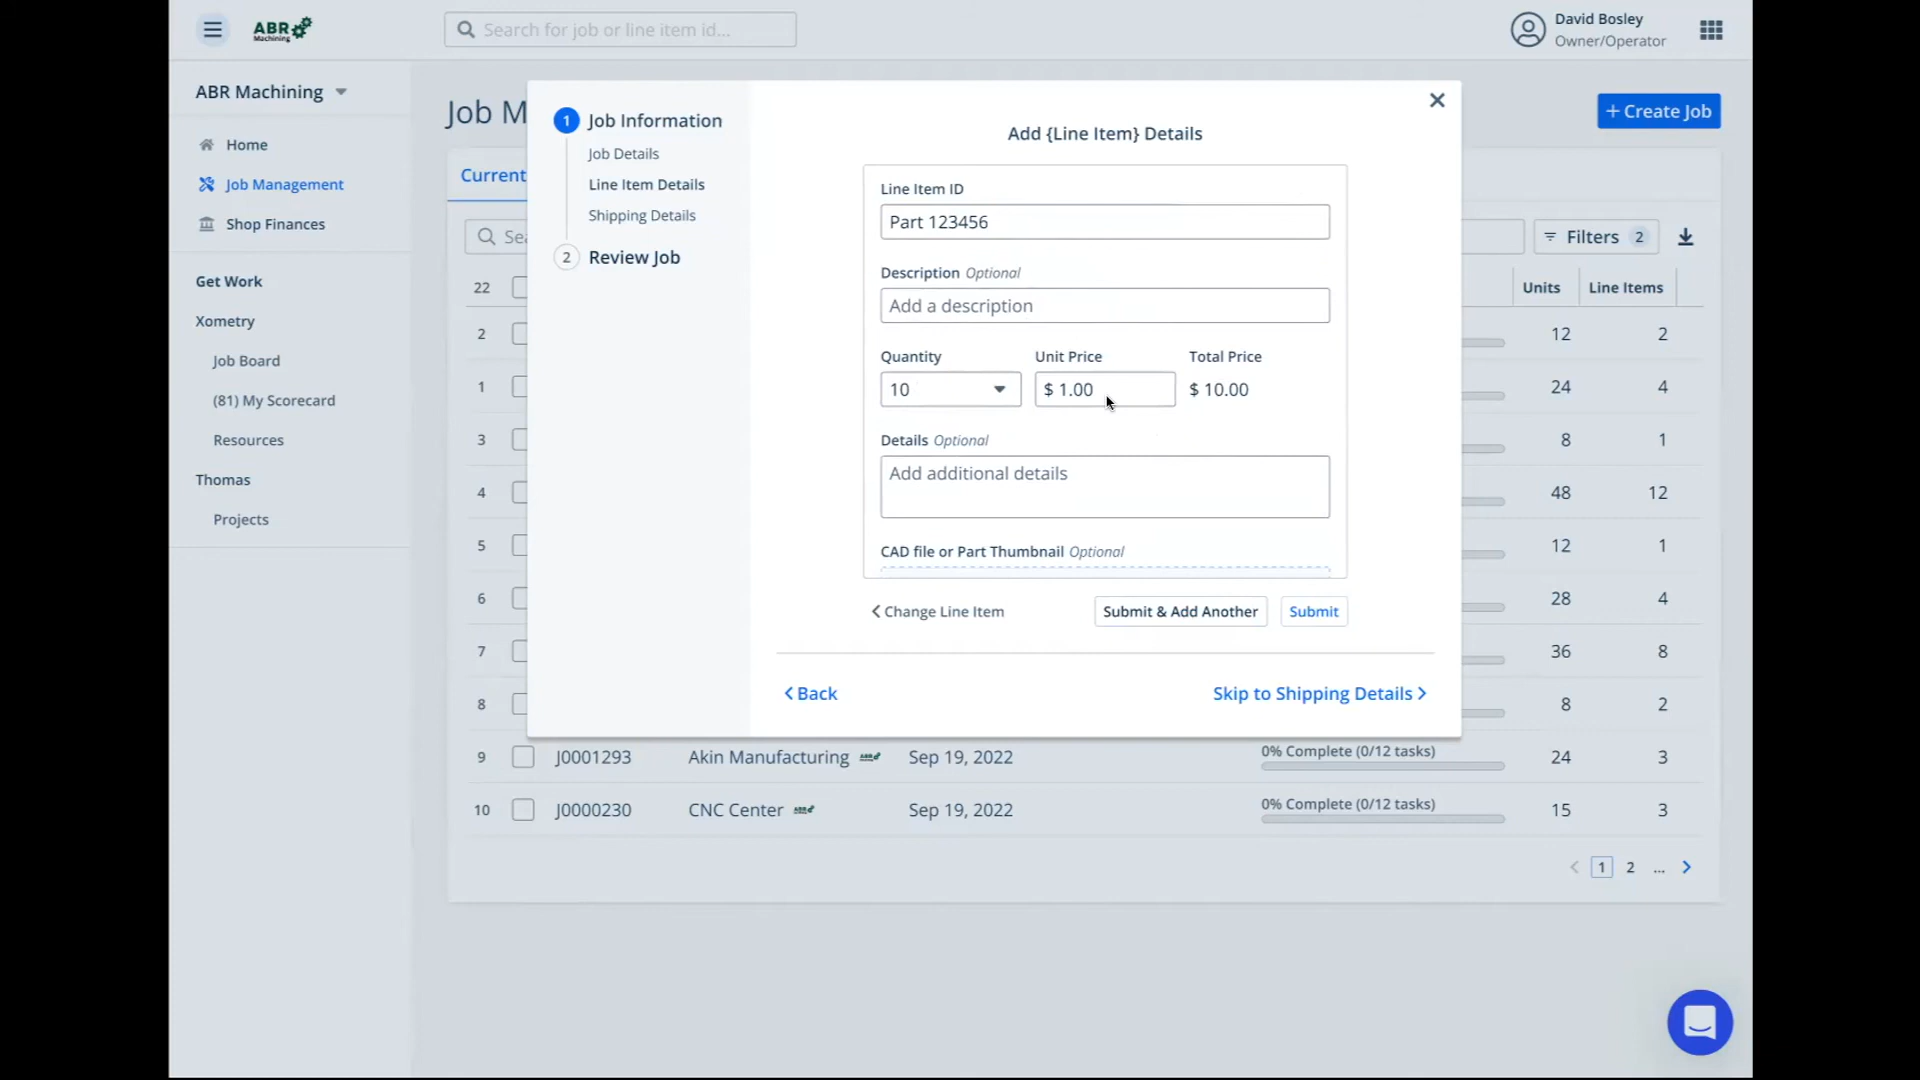 ABR
Machining
Search for job or line item id...
David Bosley
Owner/Operator
ABR Machining
Home
Job Management
Shop Finances
Get Work
Xometry
Job Board
(81) My Scorecard
Resources
Thomas
Projects
Job M
+ Create Job
Current
Sea
Filters 2
22
Units
Line Items
2
12
2
1
24
4
3
8
1
4
48
12
5
12
1
6
28
4
7
36
8
8
8
2
9
J0001293
Akin Manufacturing
Sep 19, 2022
0% Complete (0/12 tasks)
24
3
10
J0000230
CNC Center
Sep 19, 2022
0% Complete (0/12 tasks)
15
3
1
2
...
1 Job Information
Job Details
Line Item Details
Shipping Details
2 Review Job
Add {Line Item} Details
Line Item ID
Part 123456
Description Optional
Add a description
Quantity
Unit Price
Total Price
10
$ 1.00
$ 10.00
Details Optional
Add additional details
CAD file or Part Thumbnail Optional
Change Line Item
Submit & Add Another
Submit
Back
Skip to Shipping Details